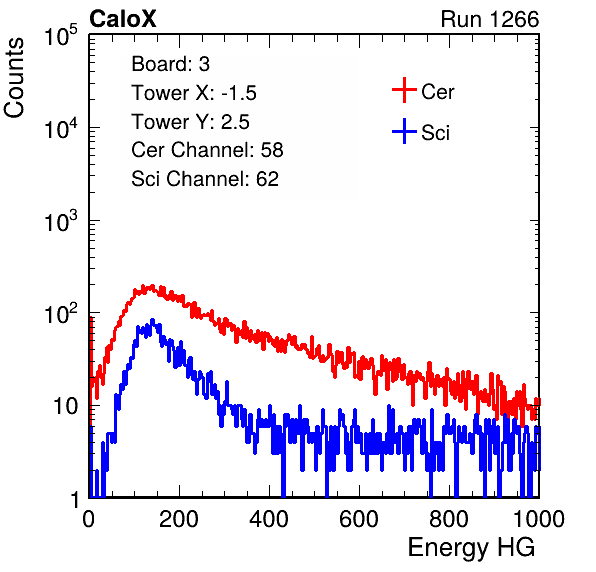 CaloX Run 1266
Counts
Board: 3
Tower X: -1.5
Tower Y: 2.5
Cer Channel: 58
Sci Channel: 62
Cer
Sci
10^5
10^4
10^3
10^2
10
1
0 200 400 600 800 1000
Energy HG